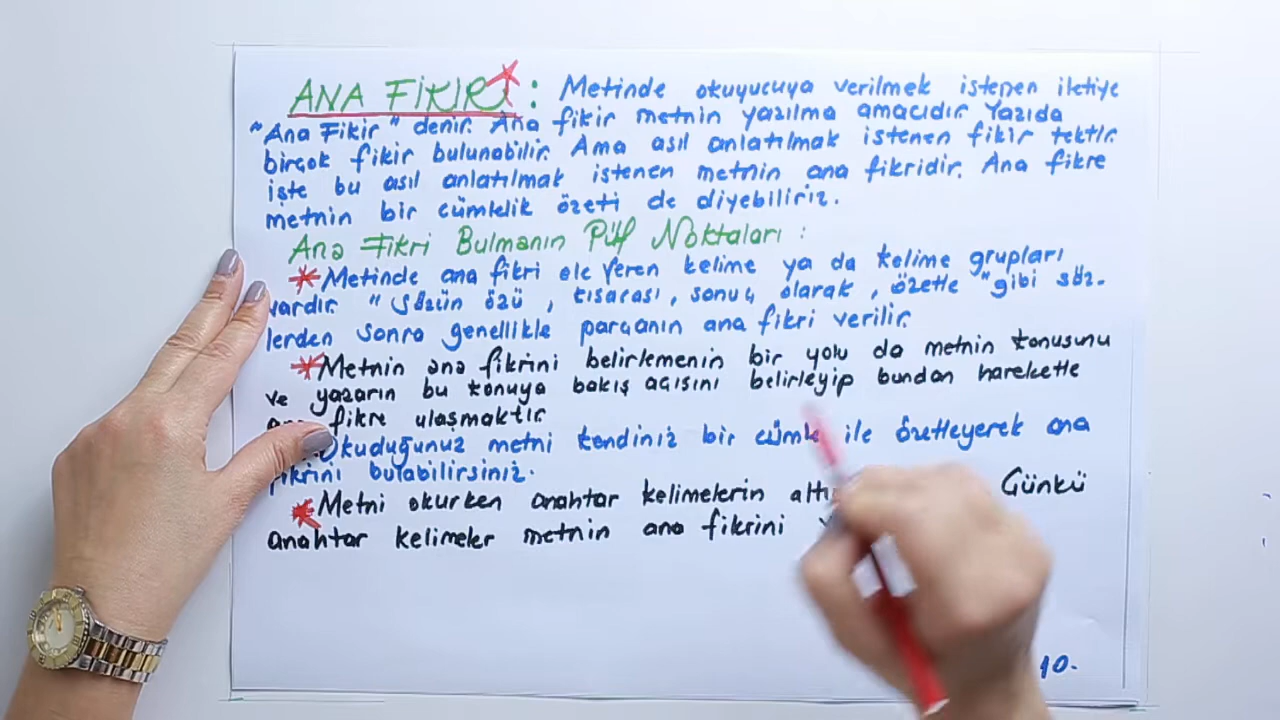 ANA FİKİR : Metinde okuyucuya verilmek istenen iletiye
"Ana Fikir" denir. Ana fikir metnin yazılma amacıdır. Yazıda
birçok fikir bulunabilir. Ama asıl anlatılmak istenen fikir tektir.
işte bu asıl anlatılmak istenen metnin ana fikridir. Ana fikre
metnin bir cümlelik özeti de diyebiliriz.
Ana Fikri Bulmanın Püf Noktaları :
Metinde ana fikri ele veren kelime ya da kelime grupları
vardır. "Sözün özü, kısacası, sonuç olarak, özetle" gibi söz-
lerden sonra genellikle parçanın ana fikri verilir.
Metnin ana fikrini belirlemenin bir yolu da metnin konusunu
ve yazarın bu konuya bakış açısını belirleyip bundan hareketle
fikre ulaşmaktır.
Okuduğunuz metni kendiniz bir cümle ile özetleyerek ana
fikrini bulabilirsiniz.
Metni okurken anahtar kelimelerin Çünkü
anahtar kelimeler metnin ana fikrini
10.